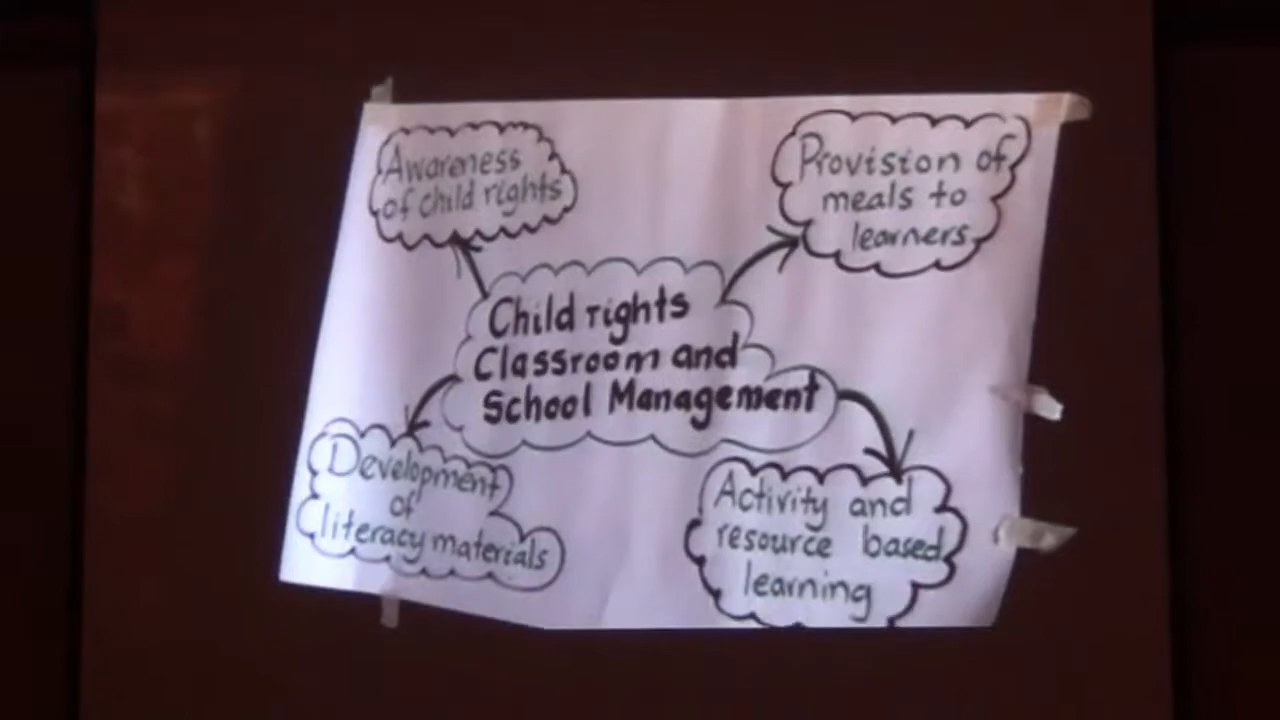 Awareness
of child rights
Provision of
meals to
learners
Child rights
Classroom and
School Management
Development
of
literacy materials
Activity and
resource based
learning